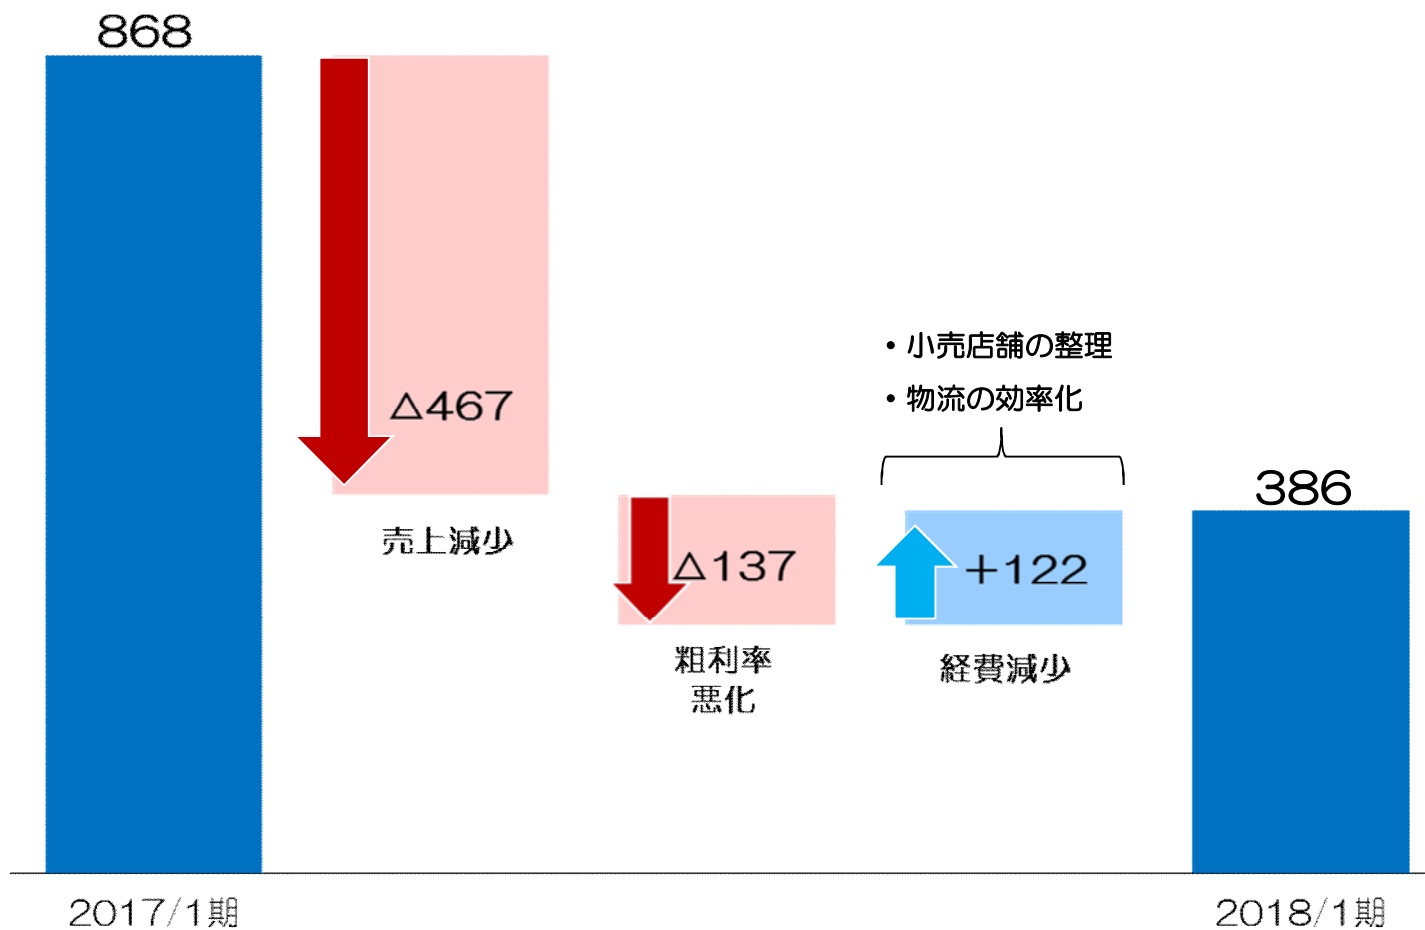 868
△467
売上減少
△137
粗利率
悪化
・小売店舗の整理
・物流の効率化
+122
経費減少
386
2017/1期
2018/1期